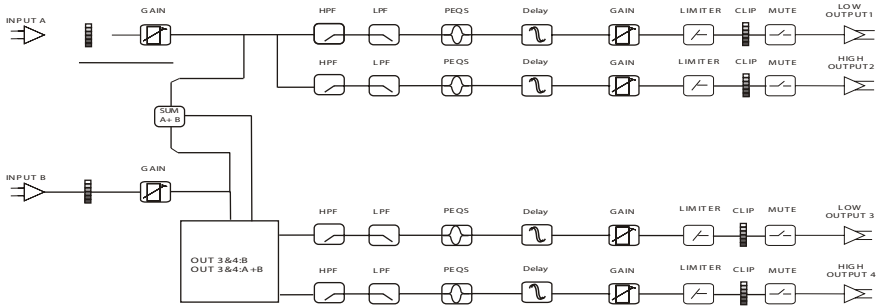 INPUT A
GAIN
HPF LPF PEQS Delay GAIN LIMITER CLIP MUTE LOW
OUTPUT1
HPF LPF PEQS Delay GAIN LIMITER CLIP MUTE HIGH
OUTPUT2
SUM
A+ B
INPUT B
GAIN
HPF LPF PEQS Delay GAIN LIMITER CLIP MUTE LOW
OUTPUT 3
OUT 3&4:B
OUT 3&4:A+B
HPF LPF PEQS Delay GAIN LIMITER CLIP MUTE HIGH
OUTPUT 4